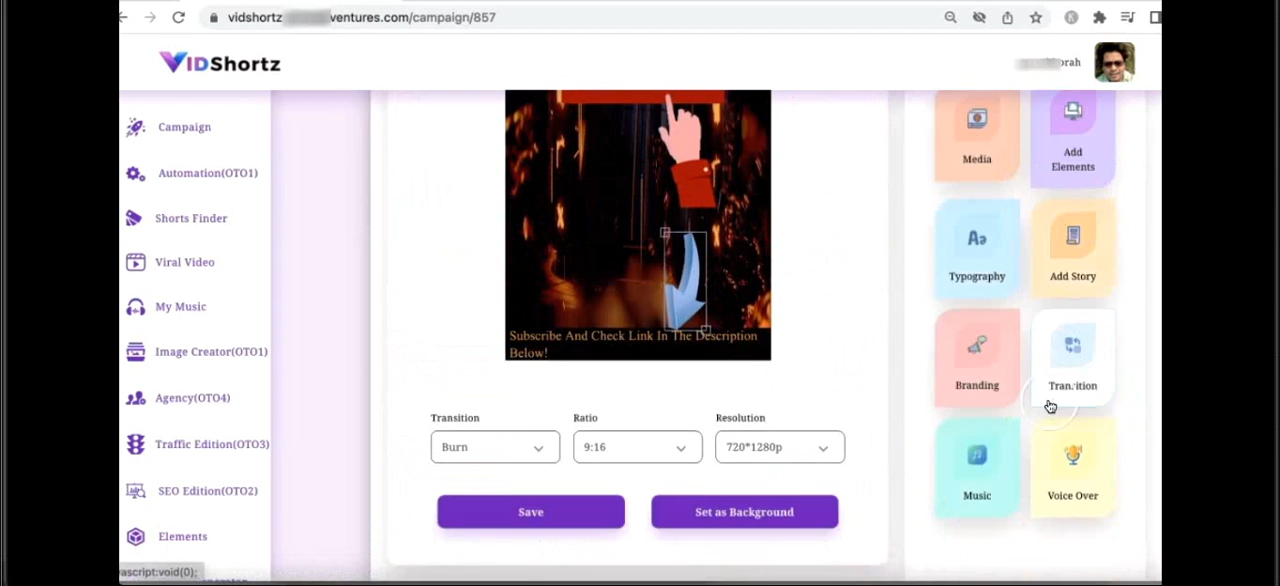 vidshortz ventures.com/campaign/857
VIDShortz
orah
Campaign
Automation(OTO1)
Shorts Finder
Viral Video
My Music
Image Creator(OTO1)
Agency(OTO4)
Traffic Edition(OTO3)
SEO Edition(OTO2)
Elements
avascript:void(0);
Subscribe And Check Link In The Description
Below!
Transition
Ratio
Resolution
Burn
9:16
720*1280p
Save
Set as Background
Media
Add
Elements
Aa
Typography
Add Story
Branding
Transition
Music
Voice Over